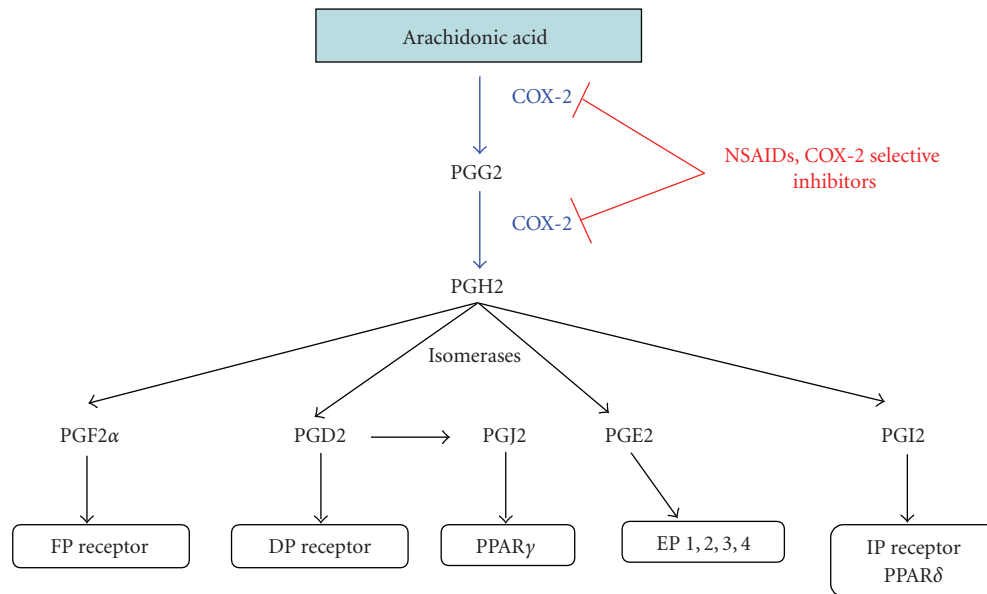 Arachidonic acid
COX-2
NSAIDs, COX-2 selective
inhibitors
PGG2
COX-2
PGH2
Isomerases
PGF2α
PGD2
PGJ2
PGE2
PGI2
FP receptor
DP receptor
PPARγ
EP 1, 2, 3, 4
IP receptor
PPARδ